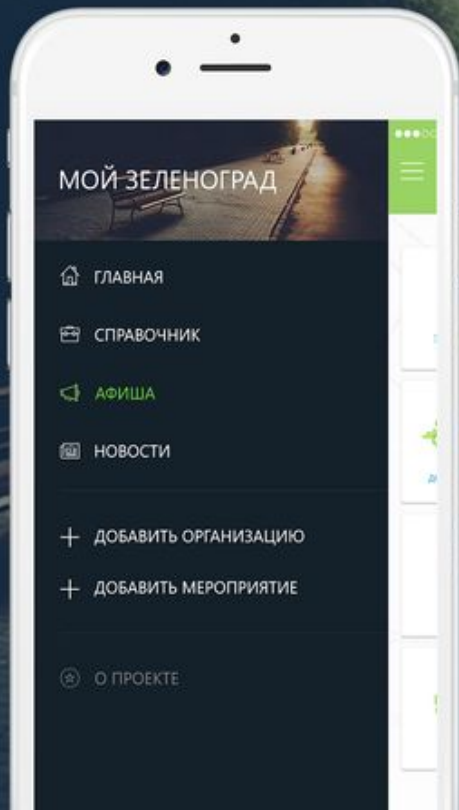 МОЙ ЗЕЛЕНОГРАД
ГЛАВНАЯ
СПРАВОЧНИК
АФИША
НОВОСТИ
ДОБАВИТЬ ОРГАНИЗАЦИЮ
ДОБАВИТЬ МЕРОПРИЯТИЕ
О ПРОЕКТЕ